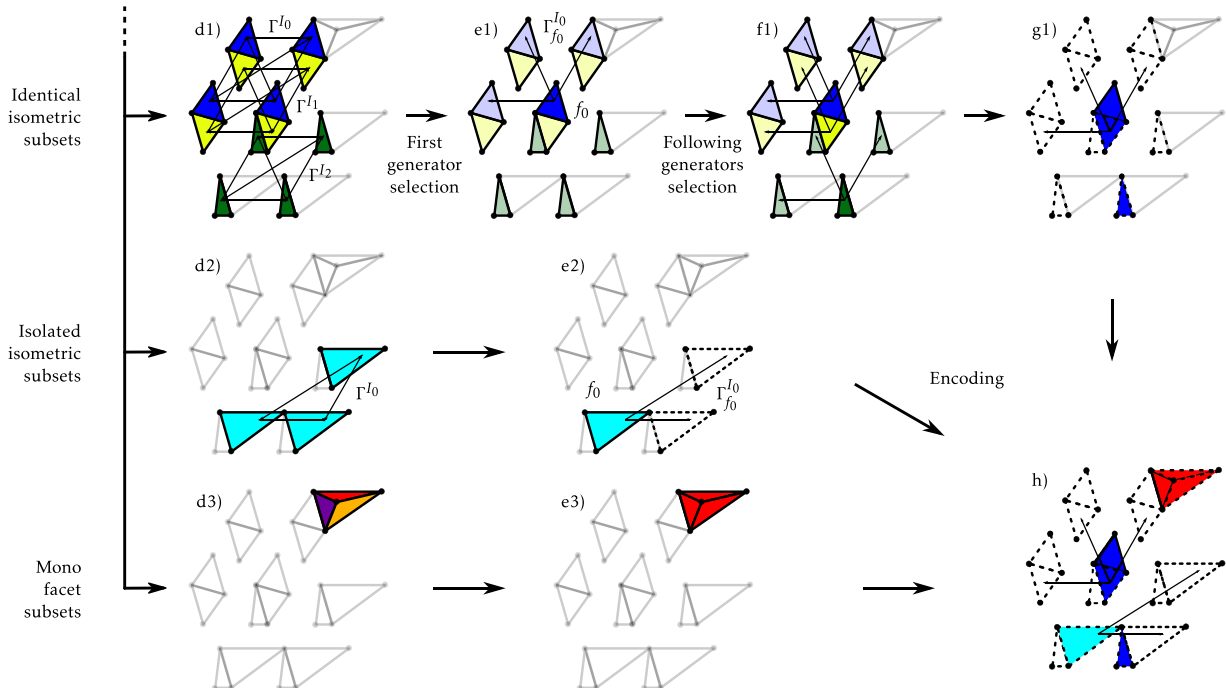 d1)
Γ^{I_0}
e1)
Γ^{I_0}_{f_0}
f1)
g1)
Identical
isometric
subsets
Γ^{I_1}
f_0
First
generator
selection
Following
generators
selection
Γ^{I_2}
d2)
e2)
Isolated
isometric
subsets
Γ^{I_0}
f_0
Γ^{I_0}_{f_0}
Encoding
d3)
e3)
h)
Mono
facet
subsets